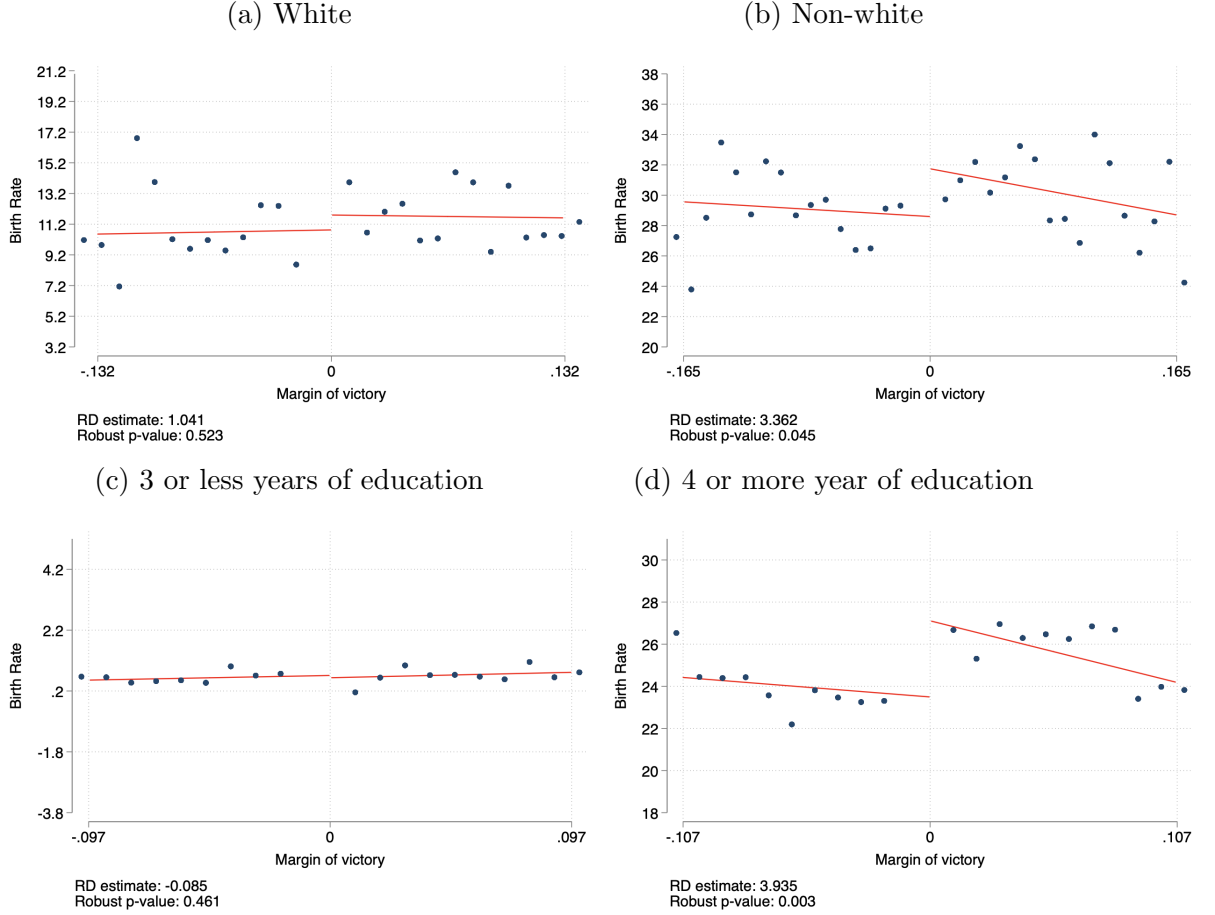 (a) White
21.2
19.2
17.2
15.2
13.2
11.2
9.2
7.2
5.2
3.2
Birth Rate
-.132 0 .132
Margin of victory
RD estimate: 1.041
Robust p-value: 0.523
(b) Non-white
38
36
34
32
30
28
26
24
22
20
Birth Rate
-.165 0 .165
Margin of victory
RD estimate: 3.362
Robust p-value: 0.045
(c) 3 or less years of education
4.2
2.2
.2
-1.8
-3.8
Birth Rate
-.097 0 .097
Margin of victory
RD estimate: -0.085
Robust p-value: 0.461
(d) 4 or more year of education
30
28
26
24
22
20
18
Birth Rate
-.107 0 .107
Margin of victory
RD estimate: 3.935
Robust p-value: 0.003